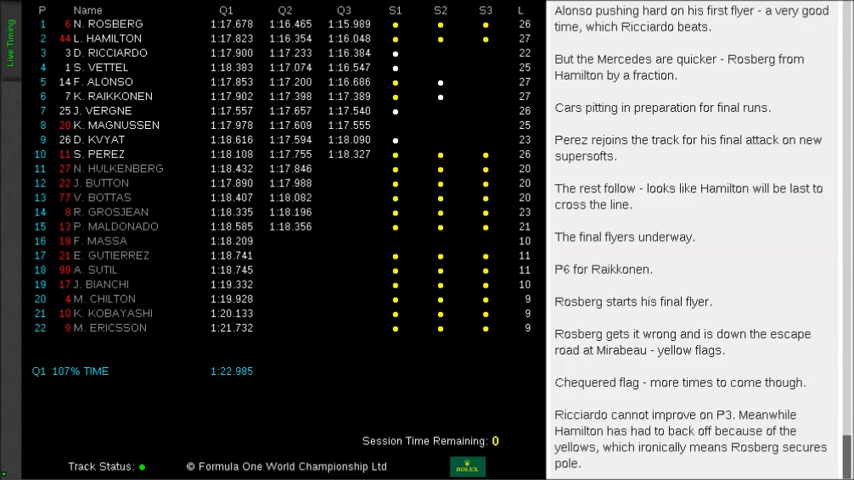 Live Timing
P Name Q1 Q2 Q3 S1 S2 S3 L
1 6 N. ROSBERG 1:17.678 1:16.465 1:15.989 26
2 44 L. HAMILTON 1:17.823 1:16.354 1:16.048 27
3 3 D. RICCIARDO 1:17.900 1:17.233 1:16.384 22
4 1 S. VETTEL 1:18.383 1:17.074 1:16.547 25
5 14 F. ALONSO 1:17.853 1:17.200 1:16.686 27
6 7 K. RAIKKONEN 1:17.902 1:17.398 1:17.389 27
7 25 J. VERGNE 1:17.557 1:17.657 1:17.540 26
8 20 K. MAGNUSSEN 1:17.978 1:17.609 1:17.555 25
9 26 D. KVYAT 1:18.616 1:17.594 1:18.090 23
10 11 S. PEREZ 1:18.108 1:17.755 1:18.327 26
11 27 N. HULKENBERG 1:18.432 1:17.846 20
12 22 J. BUTTON 1:17.890 1:17.988 20
13 77 V. BOTTAS 1:18.407 1:18.082 20
14 8 R. GROSJEAN 1:18.335 1:18.196 23
15 13 P. MALDONADO 1:18.585 1:18.356 21
16 19 F. MASSA 1:18.209 10
17 21 E. GUTIERREZ 1:18.741 11
18 99 A. SUTIL 1:18.745 11
19 17 J. BIANCHI 1:19.332 10
20 4 M. CHILTON 1:19.928 9
21 10 K. KOBAYASHI 1:20.133 9
22 9 M. ERICSSON 1:21.732 9
Q1 107% TIME 1:22.985
Session Time Remaining: 0
Track Status: © Formula One World Championship Ltd ROLEX
Alonso pushing hard on his first flyer - a very good
time, which Ricciardo beats.
But the Mercedes are quicker - Rosberg from
Hamilton by a fraction.
Cars pitting in preparation for final runs.
Perez rejoins the track for his final attack on new
supersofts.
The rest follow - looks like Hamilton will be last to
cross the line.
The final flyers underway.
P6 for Raikkonen.
Rosberg starts his final flyer.
Rosberg gets it wrong and is down the escape
road at Mirabeau - yellow flags.
Chequered flag - more times to come though.
Ricciardo cannot improve on P3. Meanwhile
Hamilton has had to back off because of the
yellows, which ironically means Rosberg secures
pole.